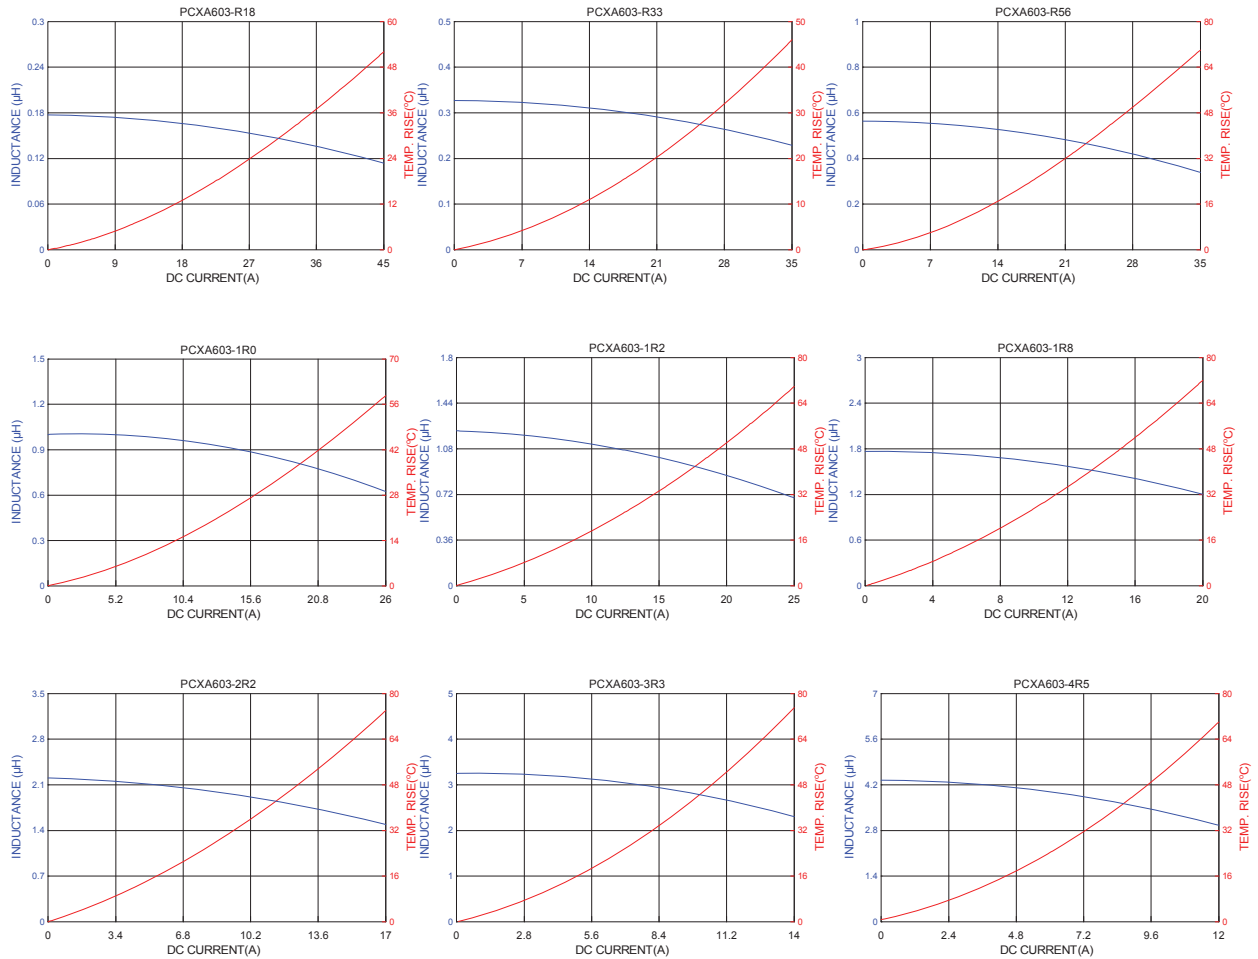 PCXA603-R18
0.3
0.24
0.18
0.12
0.06
0
INDUCTANCE (µH)
60
48
36
24
12
0
TEMP. RISE(ºC)
0 9 18 27 36 45
DC CURRENT(A)
PCXA603-R33
0.5
0.4
0.3
0.2
0.1
0
INDUCTANCE (µH)
50
40
30
20
10
0
TEMP. RISE(ºC)
0 7 14 21 28 35
DC CURRENT(A)
PCXA603-R56
1
0.8
0.6
0.4
0.2
0
INDUCTANCE (µH)
80
64
48
32
16
0
TEMP. RISE(ºC)
0 7 14 21 28 35
DC CURRENT(A)
PCXA603-1R0
1.5
1.2
0.9
0.6
0.3
0
INDUCTANCE (µH)
70
56
42
28
14
0
TEMP. RISE(ºC)
0 5.2 10.4 15.6 20.8 26
DC CURRENT(A)
PCXA603-1R2
1.8
1.44
1.08
0.72
0.36
0
INDUCTANCE (µH)
80
64
48
32
16
0
TEMP. RISE(ºC)
0 5 10 15 20 25
DC CURRENT(A)
PCXA603-1R8
3
2.4
1.8
1.2
0.6
0
INDUCTANCE (µH)
80
64
48
32
16
0
TEMP. RISE(ºC)
0 4 8 12 16 20
DC CURRENT(A)
PCXA603-2R2
3.5
2.8
2.1
1.4
0.7
0
INDUCTANCE (µH)
80
64
48
32
16
0
TEMP. RISE(ºC)
0 3.4 6.8 10.2 13.6 17
DC CURRENT(A)
PCXA603-3R3
5
4
3
2
1
0
INDUCTANCE (µH)
80
64
48
32
16
0
TEMP. RISE(ºC)
0 2.8 5.6 8.4 11.2 14
DC CURRENT(A)
PCXA603-4R5
7
5.6
4.2
2.8
1.4
0
INDUCTANCE (µH)
80
64
48
32
16
0
TEMP. RISE(ºC)
0 2.4 4.8 7.2 9.6 12
DC CURRENT(A)